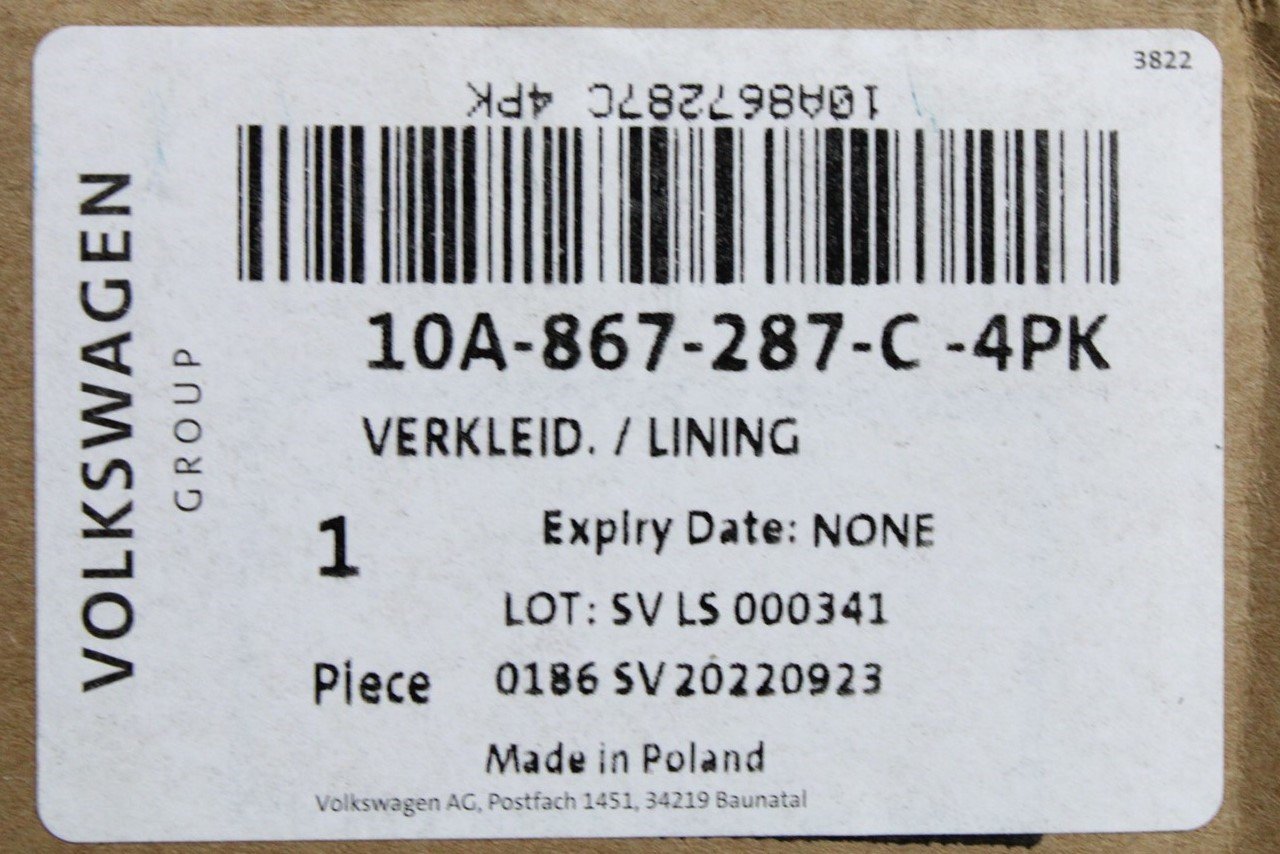 3822
10A867287C 4PK
VOLKSWAGEN
GROUP
10A-867-287-C -4PK
VERKLEID. / LINING
1
Expiry Date: NONE
LOT: SV LS 000341
Piece
0186 SV 20220923
Made in Poland
Volkswagen AG, Postfach 1451, 34219 Baunatal